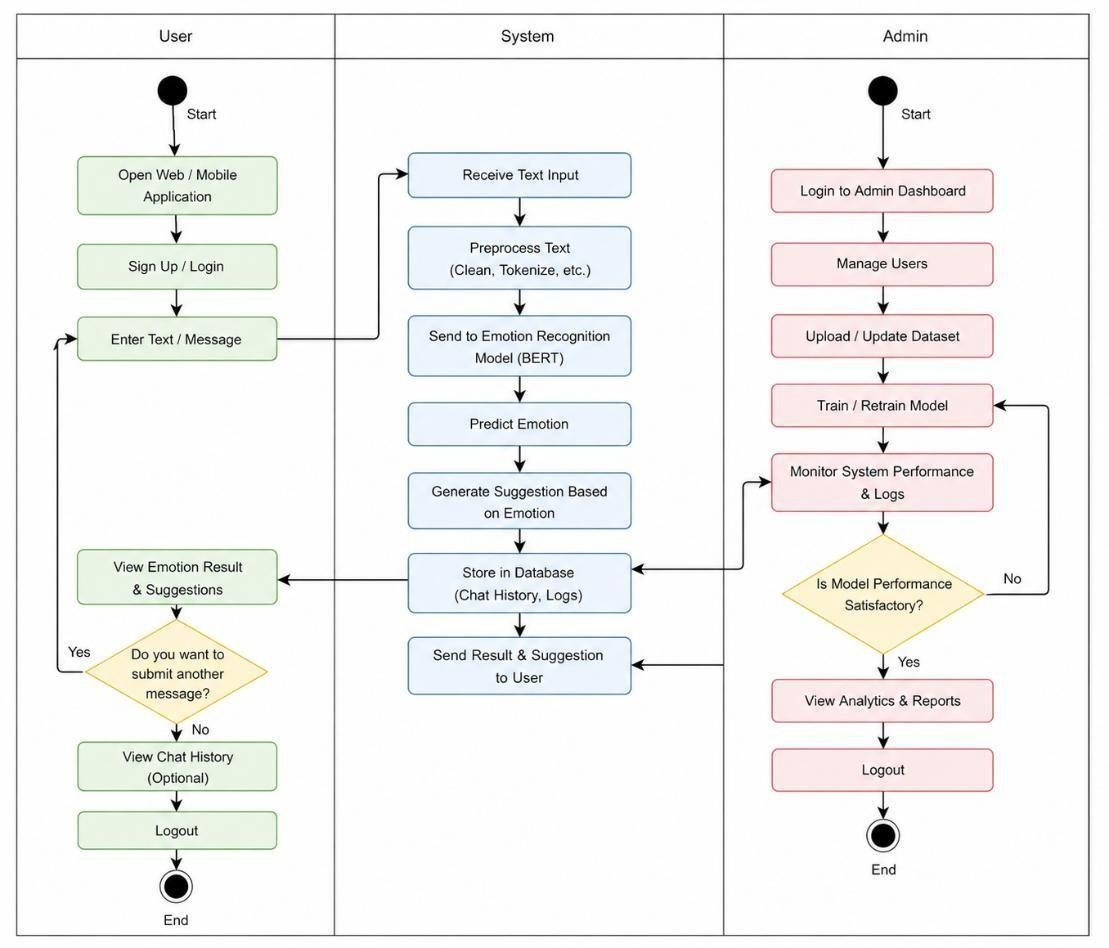 User
System
Admin
Start
Open Web / Mobile
Application
Sign Up / Login
Enter Text / Message
View Emotion Result
& Suggestions
Do you want to
submit another
message?
Yes
No
View Chat History
(Optional)
Logout
End
Receive Text Input
Preprocess Text
(Clean, Tokenize, etc.)
Send to Emotion Recognition
Model (BERT)
Predict Emotion
Generate Suggestion Based
on Emotion
Store in Database
(Chat History, Logs)
Send Result & Suggestion
to User
Start
Login to Admin Dashboard
Manage Users
Upload / Update Dataset
Train / Retrain Model
Monitor System Performance
& Logs
Is Model Performance
Satisfactory?
No
Yes
View Analytics & Reports
Logout
End